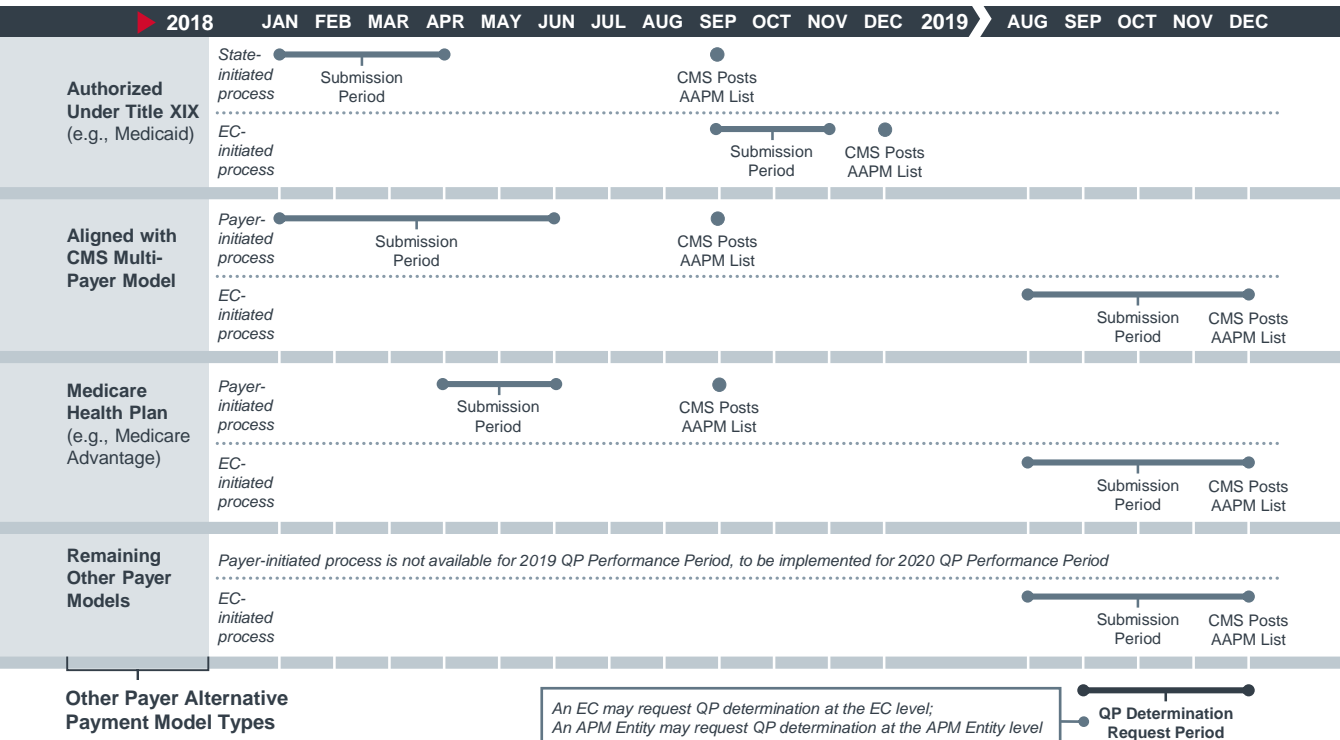 2018 JAN FEB MAR APR MAY JUN JUL AUG SEP OCT NOV DEC 2019 AUG SEP OCT NOV DEC
Authorized
Under Title XIX
(e.g., Medicaid)
State-
initiated
process
Submission
Period
CMS Posts
AAPM List
EC-
initiated
process
Submission
Period
CMS Posts
AAPM List
Aligned with
CMS Multi-
Payer Model
Payer-
initiated
process
Submission
Period
CMS Posts
AAPM List
EC-
initiated
process
Submission
Period
CMS Posts
AAPM List
Medicare
Health Plan
(e.g., Medicare
Advantage)
Payer-
initiated
process
Submission
Period
CMS Posts
AAPM List
EC-
initiated
process
Submission
Period
CMS Posts
AAPM List
Remaining
Other Payer
Models
Payer-initiated process is not available for 2019 QP Performance Period, to be implemented for 2020 QP Performance Period
EC-
initiated
process
Submission
Period
CMS Posts
AAPM List
Other Payer Alternative
Payment Model Types
An EC may request QP determination at the EC level;
An APM Entity may request QP determination at the APM Entity level
QP Determination
Request Period